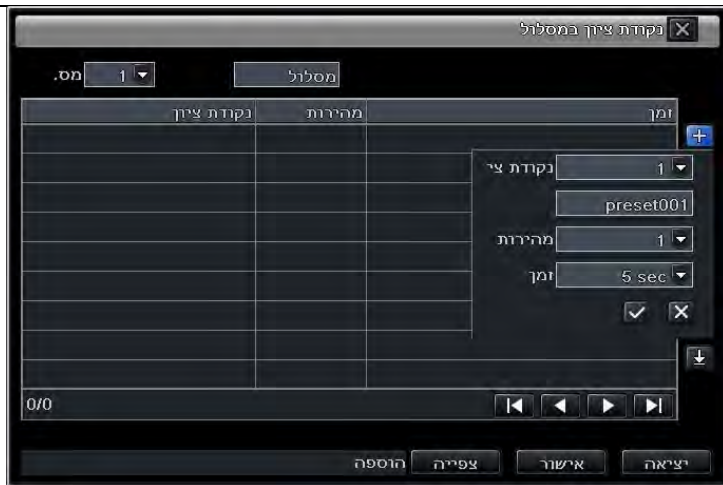 נקודת ציון במסלול
מס. 1 מסלול
נקודת ציון מהירות זמן
נקודת צי 1
preset001
מהירות 1
זמן 5 sec
0/0
הוספה צפייה אישור יציאה